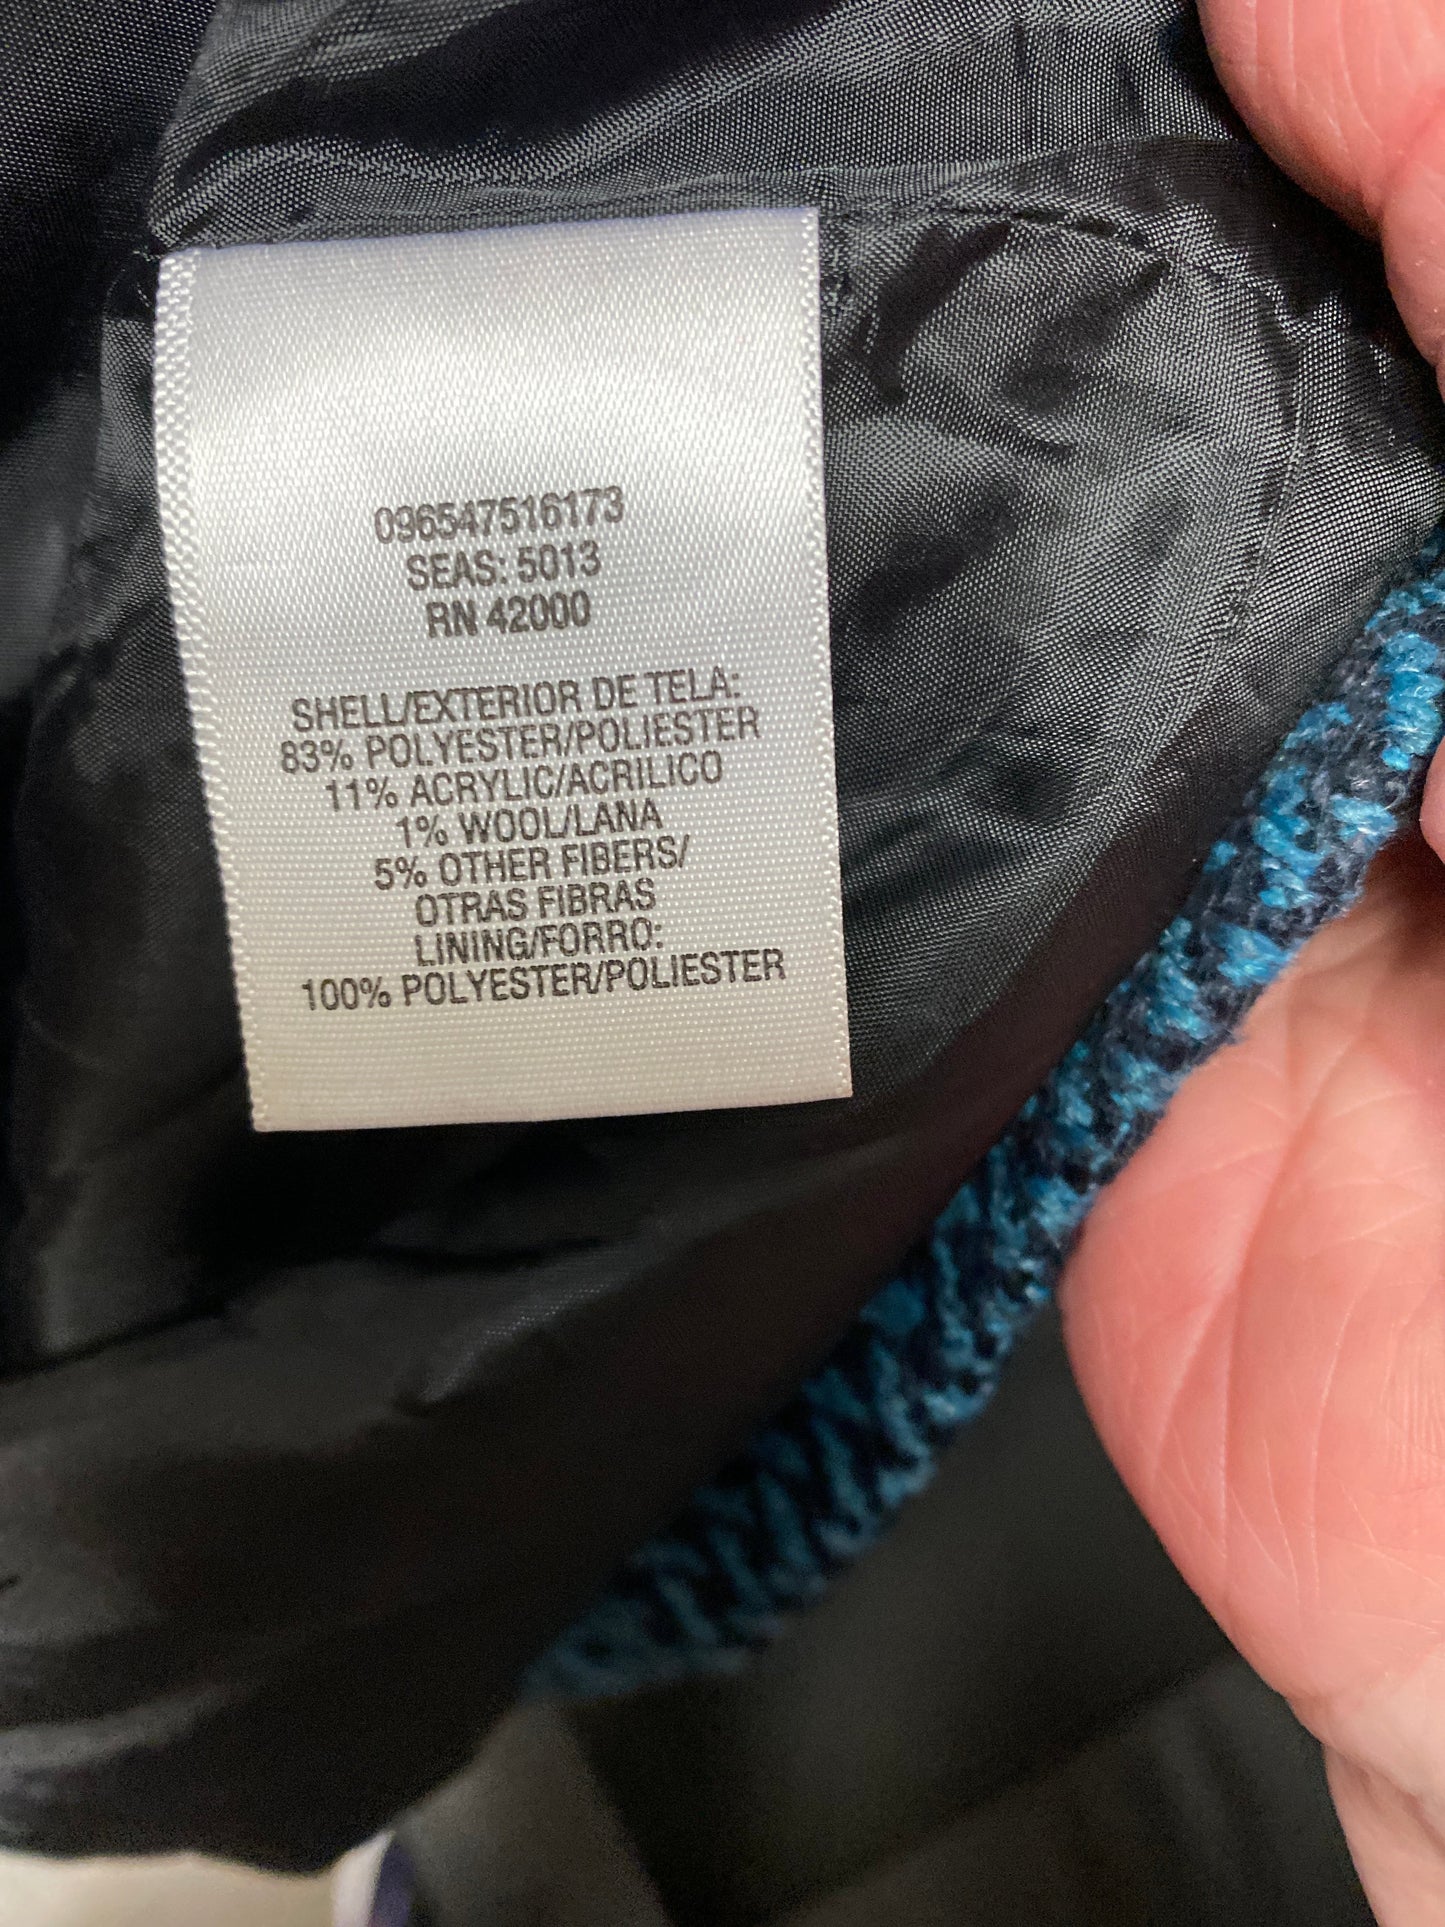 096547516173
SEAS: 5013
RN 42000
SHELL/EXTERIOR DE TELA:
83% POLYESTER/POLIESTER
11% ACRYLIC/ACRILICO
1% WOOL/LANA
5% OTHER FIBERS/
OTRAS FIBRAS
LINING/FORRO:
100% POLYESTER/POLIESTER